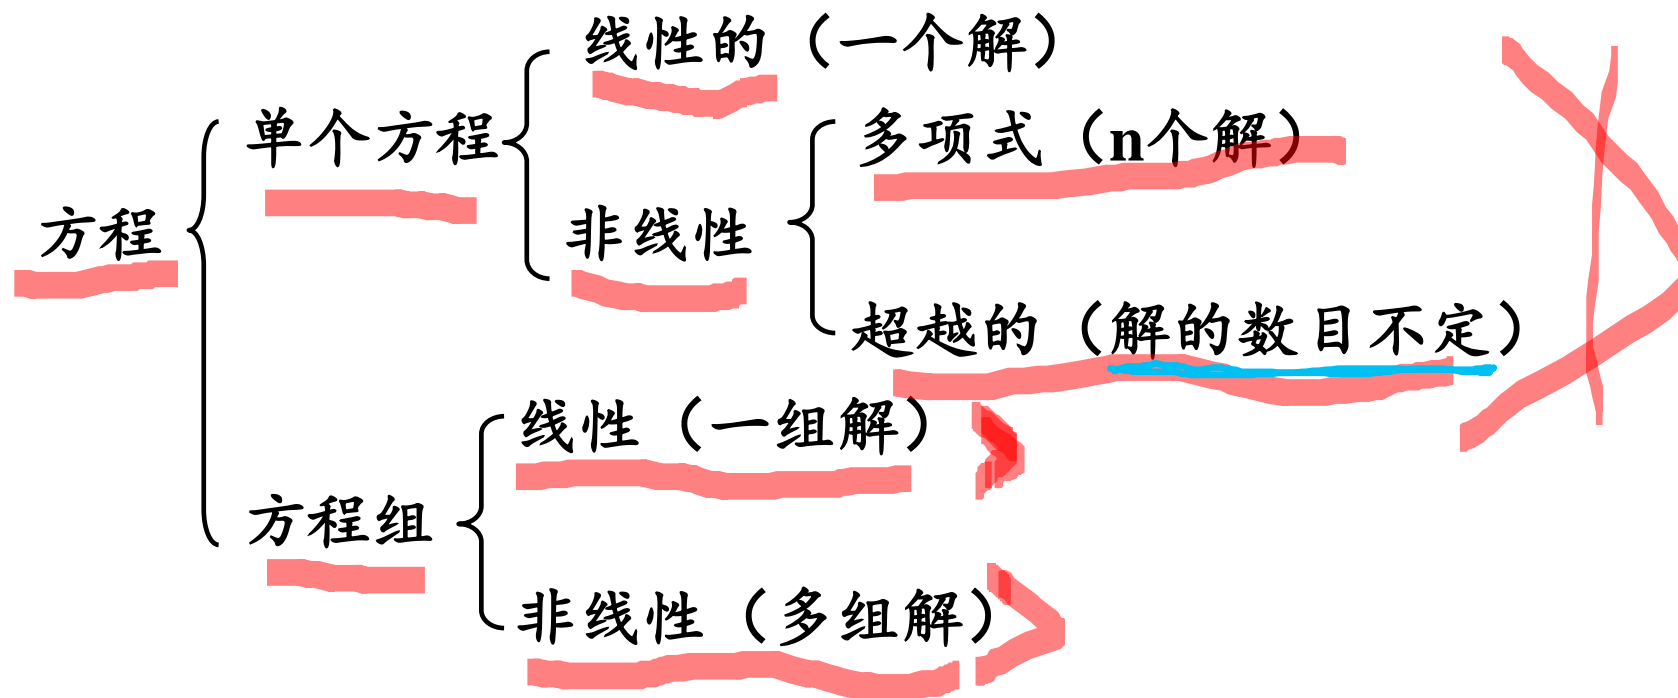 线性的（一个解）
单个方程
多项式（n个解）
方程
非线性
超越的（解的数目不定）
线性（一组解）
方程组
非线性（多组解）